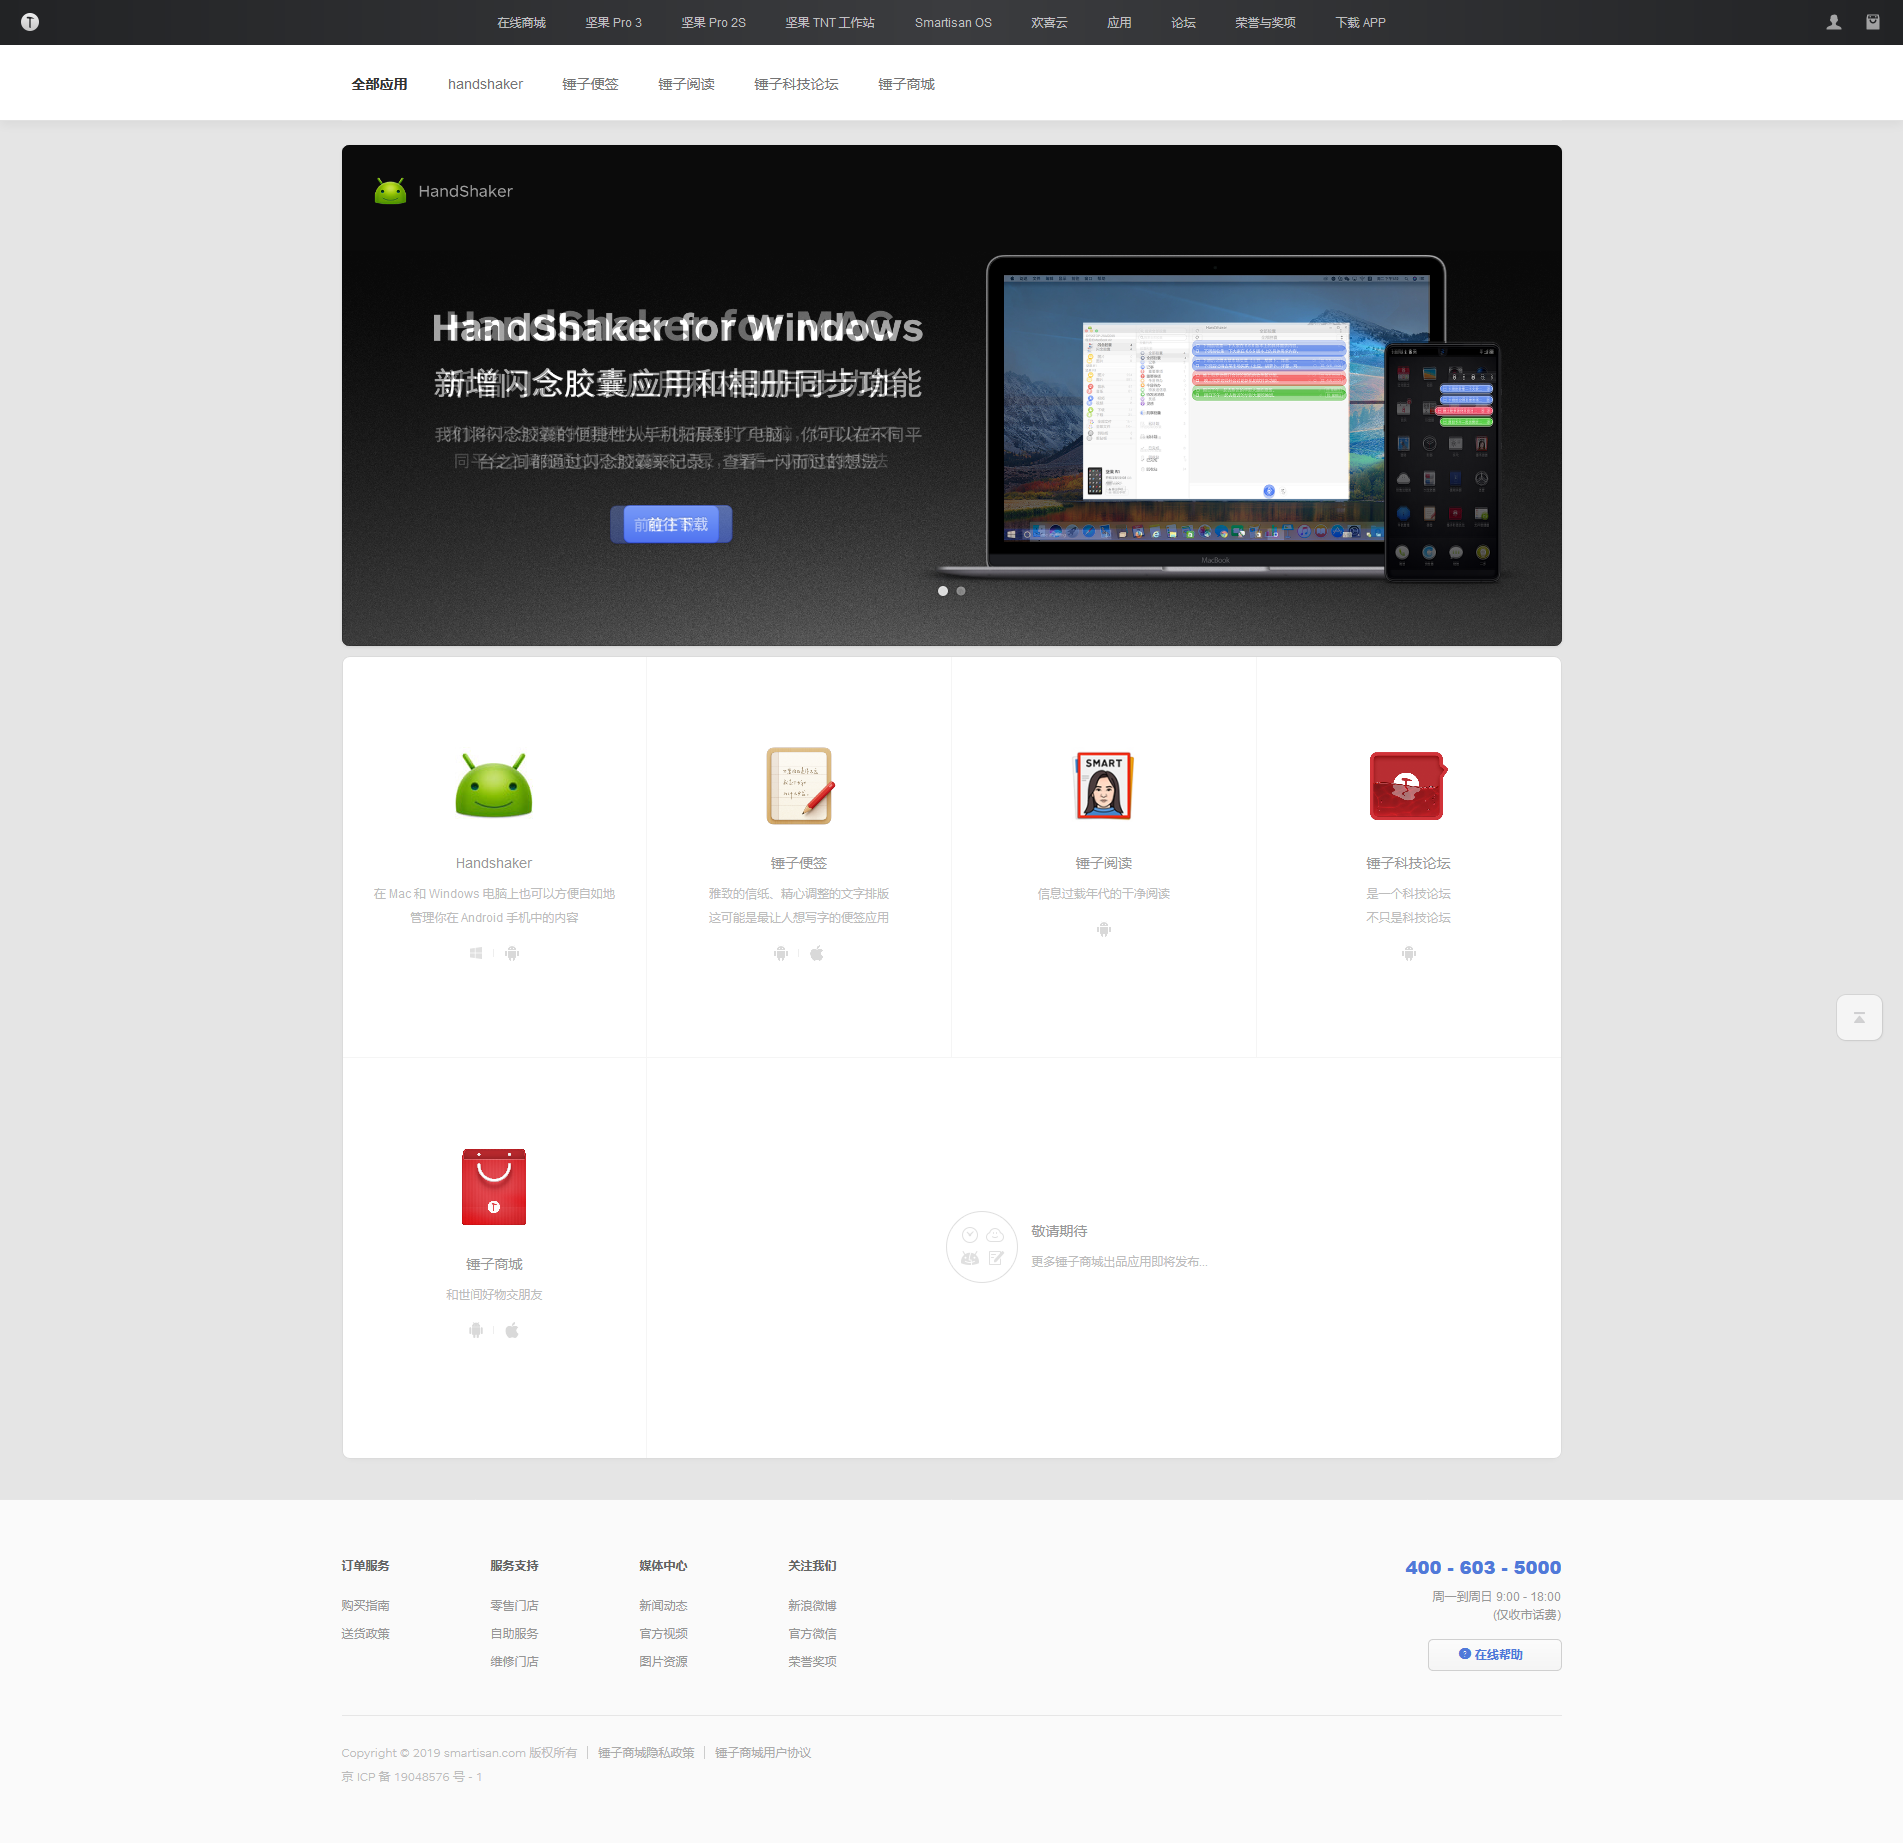 在线商城 坚果 Pro 3 坚果 Pro 2S 坚果 TNT 工作站 Smartisan OS 欢喜云 应用 论坛 荣誉与奖项 下载 APP
全部应用 handshaker 锤子便签 锤子阅读 锤子科技论坛 锤子商城
HandShaker
HandShaker for Windows
新增闪念胶囊应用和相册同步功能
我们将闪念胶囊的便捷性从手机拓展到了电脑，你可以在不同平
台之间都通过闪念胶囊来记录，查看一闪而过的想法
前往下载
MacBook
SMART
Handshaker
在 Mac 和 Windows 电脑上也可以方便自如地
管理你在 Android 手机中的内容
锤子便签
雅致的信纸、精心调整的文字排版
这可能是最让人想写字的便签应用
锤子阅读
信息过载年代的干净阅读
锤子科技论坛
是一个科技论坛
不只是科技论坛
锤子商城
和世间好物交朋友
敬请期待
更多锤子商城出品应用即将发布...
订单服务
购买指南
送货政策
服务支持
零售门店
自助服务
维修门店
媒体中心
新闻动态
官方视频
图片资源
关注我们
新浪微博
官方微信
荣誉奖项
400 - 603 - 5000
周一到周日 9:00 - 18:00
(仅收市话费)
在线帮助
Copyright © 2019 smartisan.com 版权所有 | 锤子商城隐私政策 | 锤子商城用户协议
京 ICP 备 19048576 号 - 1